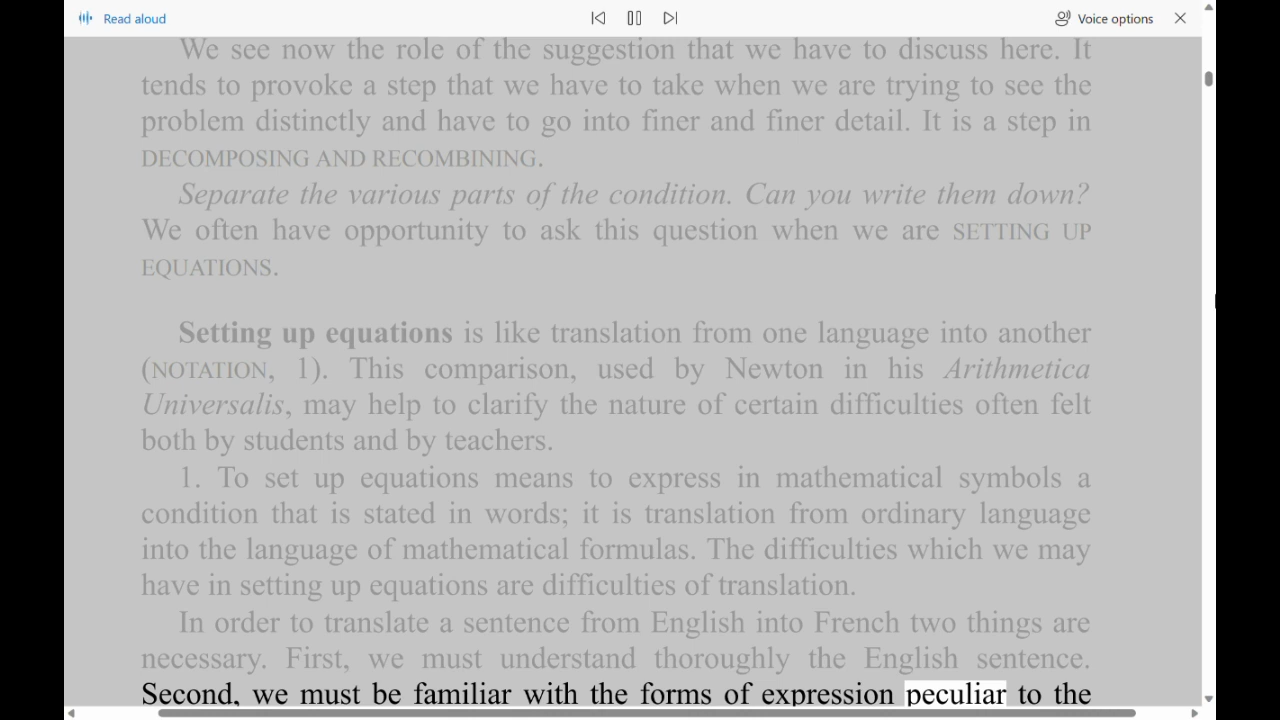 Read aloud
Voice options
We see now the role of the suggestion that we have to discuss here. It
tends to provoke a step that we have to take when we are trying to see the
problem distinctly and have to go into finer and finer detail. It is a step in
DECOMPOSING AND RECOMBINING.
Separate the various parts of the condition. Can you write them down?
We often have opportunity to ask this question when we are SETTING UP
EQUATIONS.
Setting up equations is like translation from one language into another
(NOTATION, 1). This comparison, used by Newton in his Arithmetica
Universalis, may help to clarify the nature of certain difficulties often felt
both by students and by teachers.
1. To set up equations means to express in mathematical symbols a
condition that is stated in words; it is translation from ordinary language
into the language of mathematical formulas. The difficulties which we may
have in setting up equations are difficulties of translation.
In order to translate a sentence from English into French two things are
necessary. First, we must understand thoroughly the English sentence.
Second, we must be familiar with the forms of expression peculiar to the